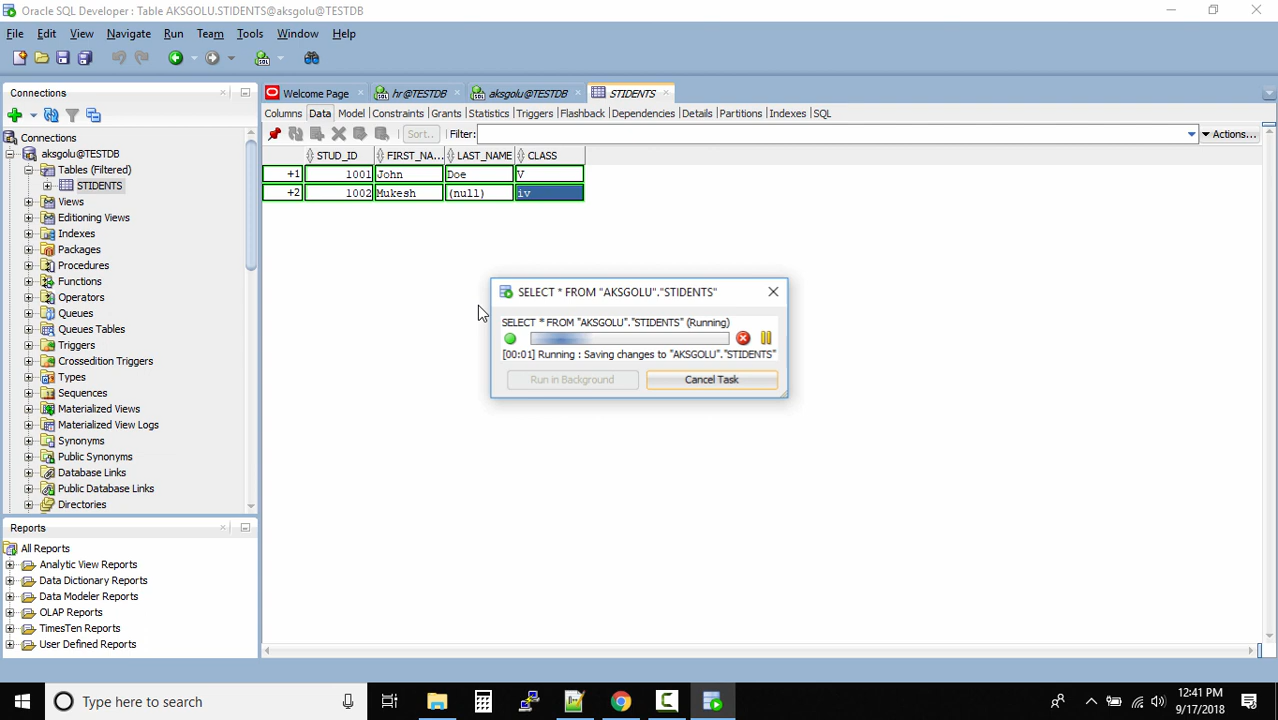 Oracle SQL Developer : Table AKSGOLU.STIDENTS@aksgolu@TESTDB
File Edit View Navigate Run Team Tools Window Help
Connections
Welcome Page hr@TESTDB aksgolu@TESTDB STIDENTS
Columns Data Model Constraints Grants Statistics Triggers Flashback Dependencies Details Partitions Indexes SQL
Sort.. Filter: Actions...
STUD_ID FIRST_NA... LAST_NAME CLASS
+1 1001 John Doe V
+2 1002 Mukesh (null) iv
Connections
aksgolu@TESTDB
Tables (Filtered)
STIDENTS
Views
Editioning Views
Indexes
Packages
Procedures
Functions
Operators
Queues
Queues Tables
Triggers
Crossedition Triggers
Types
Sequences
Materialized Views
Materialized View Logs
Synonyms
Public Synonyms
Database Links
Public Database Links
Directories
SELECT * FROM "AKSGOLU"."STIDENTS"
SELECT * FROM "AKSGOLU"."STIDENTS" (Running)
[00:01] Running : Saving changes to "AKSGOLU"."STIDENTS"
Run in Background Cancel Task
Reports
All Reports
Analytic View Reports
Data Dictionary Reports
Data Modeler Reports
OLAP Reports
TimesTen Reports
User Defined Reports
Type here to search
12:41 PM
9/17/2018